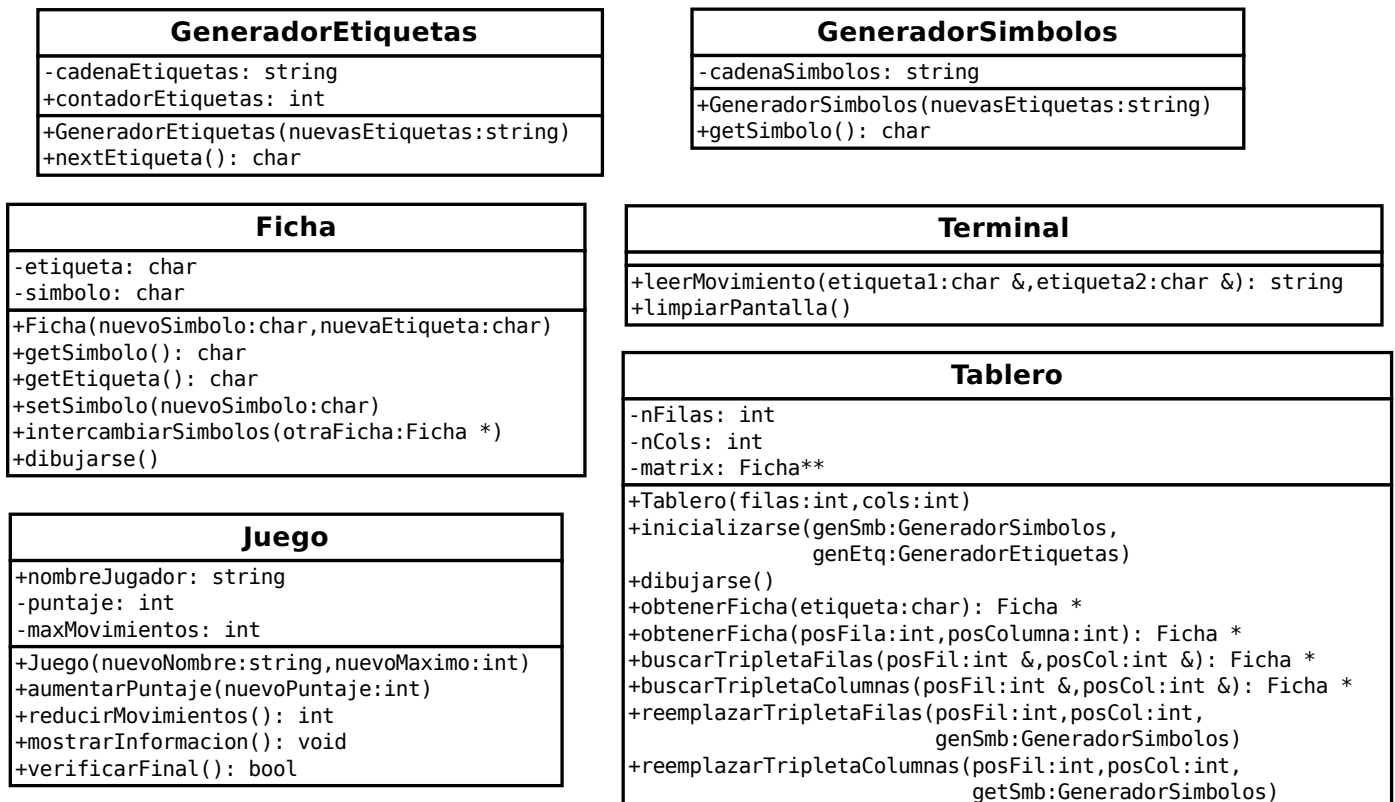 GeneradorEtiquetas
-cadenaEtiquetas: string
+contadorEtiquetas: int
+GeneradorEtiquetas(nuevasEtiquetas:string)
+nextEtiqueta(): char
GeneradorSimbolos
-cadenaSimbolos: string
+GeneradorSimbolos(nuevasEtiquetas:string)
+getSimbolo(): char
Ficha
-etiqueta: char
-simbolo: char
+Ficha(nuevoSimbolo:char,nuevaEtiqueta:char)
+getSimbolo(): char
+getEtiqueta(): char
+setSimbolo(nuevoSimbolo:char)
+intercambiarSimbolos(otraFicha:Ficha *)
+dibujarse()
Terminal
+leerMovimiento(etiqueta1:char &,etiqueta2:char &): string
+limpiarPantalla()
Juego
+nombreJugador: string
-puntaje: int
-maxMovimientos: int
+Juego(nuevoNombre:string,nuevoMaximo:int)
+aumentarPuntaje(nuevoPuntaje:int)
+reducirMovimientos(): int
+mostrarInformacion(): void
+verificarFinal(): bool
Tablero
-nFilas: int
-nCols: int
-matrix: Ficha**
+Tablero(filas:int,cols:int)
+inicializarse(genSmb:GeneradorSimbolos,
genEtq:GeneradorEtiquetas)
+dibujarse()
+obtenerFicha(etiqueta:char): Ficha *
+obtenerFicha(posFila:int,posColumna:int): Ficha *
+buscarTripletaFilas(posFil:int &,posCol:int &): Ficha *
+buscarTripletaColumnas(posFil:int &,posCol:int &): Ficha *
+reemplazarTripletaFilas(posFil:int,posCol:int,
genSmb:GeneradorSimbolos)
+reemplazarTripletaColumnas(posFil:int,posCol:int,
getSmb:GeneradorSimbolos)